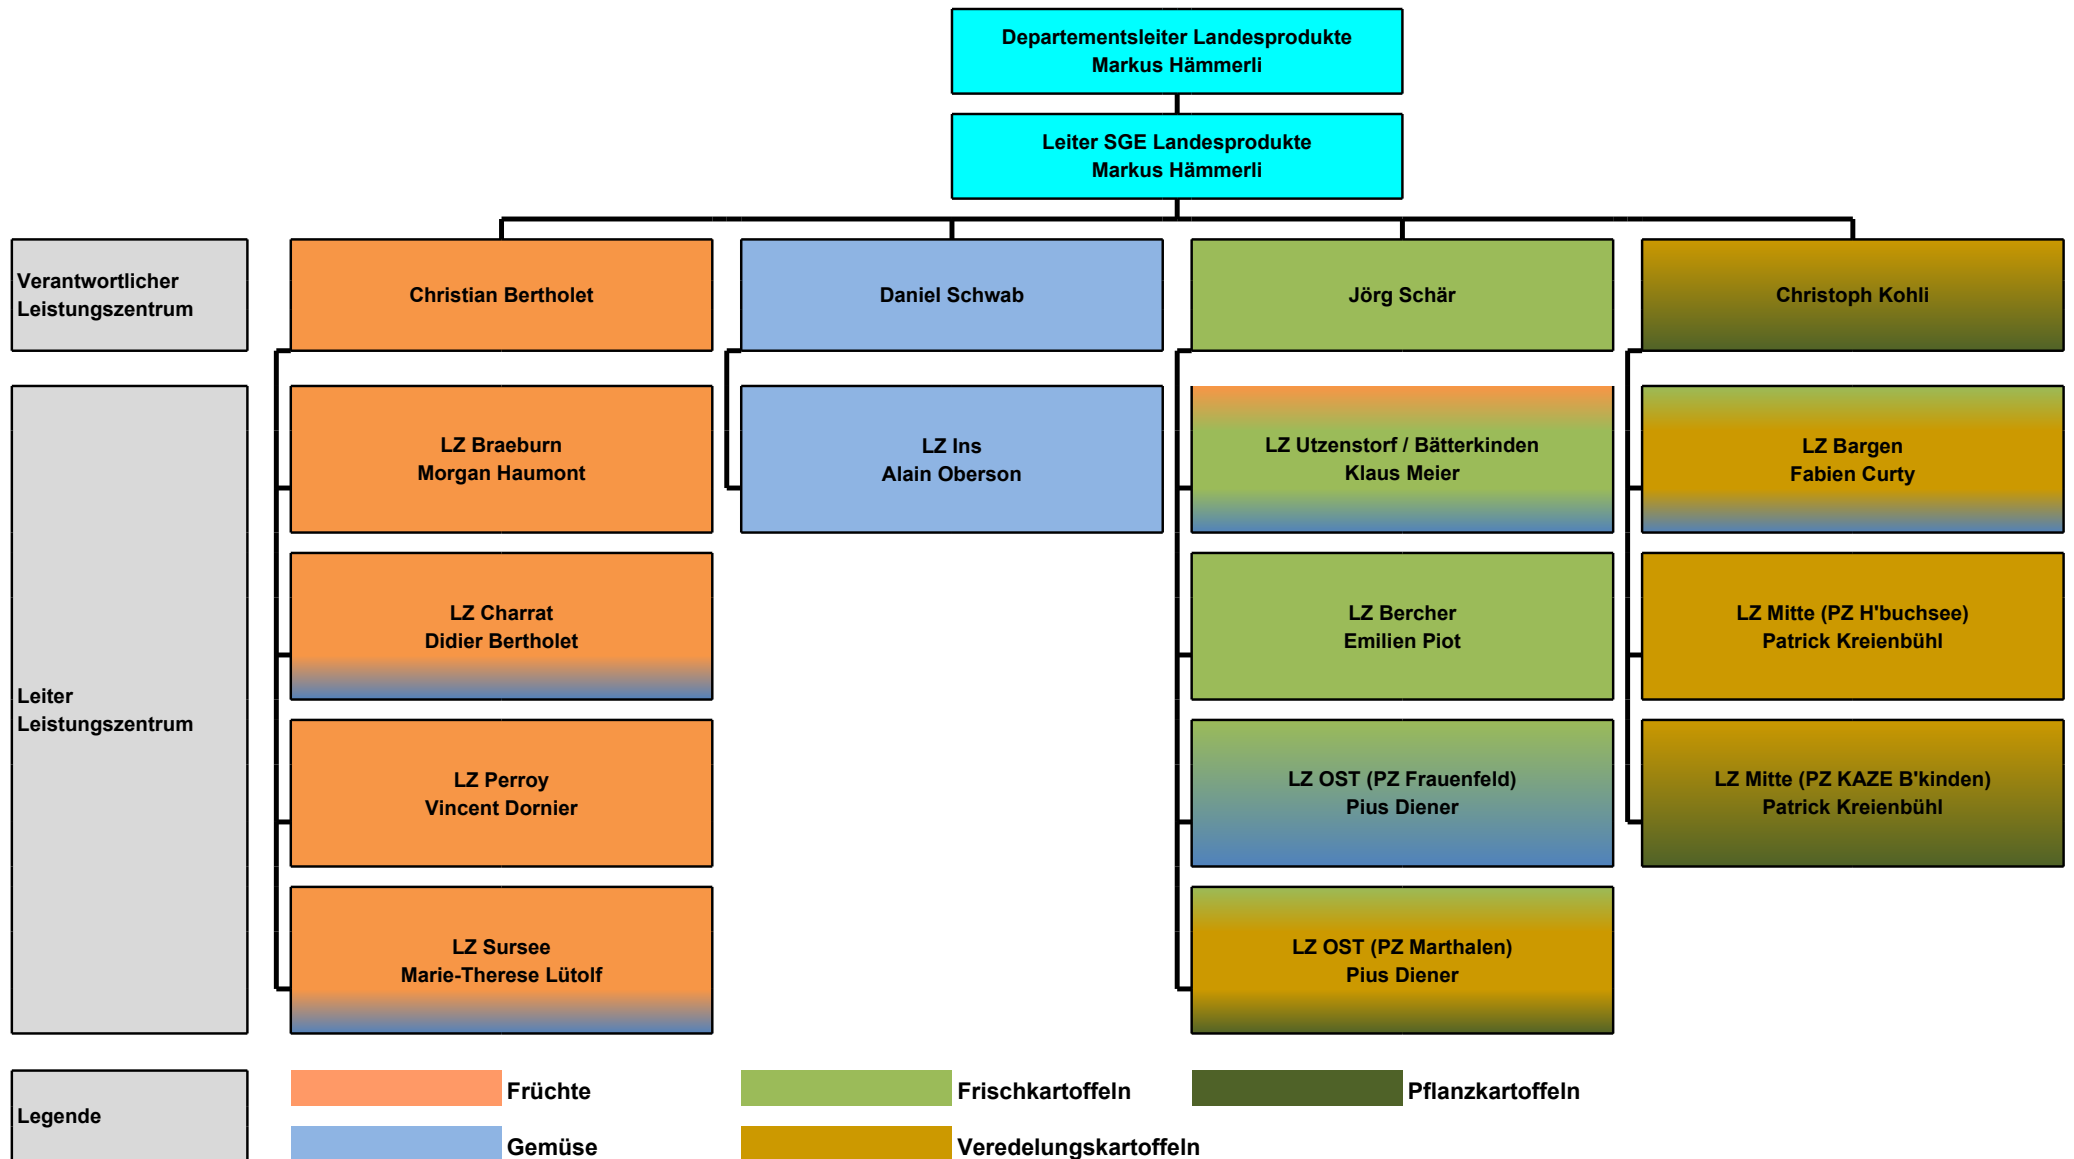 Departementsleiter Landesprodukte
Markus Hämmerli
Leiter SGE Landesprodukte
Markus Hämmerli
Verantwortlicher
Leistungszentrum
Christian Bertholet
Daniel Schwab
Jörg Schär
Christoph Kohli
Leiter
Leistungszentrum
LZ Braeburn
Morgan Haumont
LZ Ins
Alain Oberson
LZ Utzenstorf / Bätterkinden
Klaus Meier
LZ Bargen
Fabien Curty
LZ Charrat
Didier Bertholet
LZ Bercher
Emilien Piot
LZ Mitte (PZ H'buchsee)
Patrick Kreienbühl
LZ Perroy
Vincent Dornier
LZ OST (PZ Frauenfeld)
Pius Diener
LZ Mitte (PZ KAZE B'kinden)
Patrick Kreienbühl
LZ Sursee
Marie-Therese Lütolf
LZ OST (PZ Marthalen)
Pius Diener
Legende
Früchte
Frischkartoffeln
Pflanzkartoffeln
Gemüse
Veredelungskartoffeln